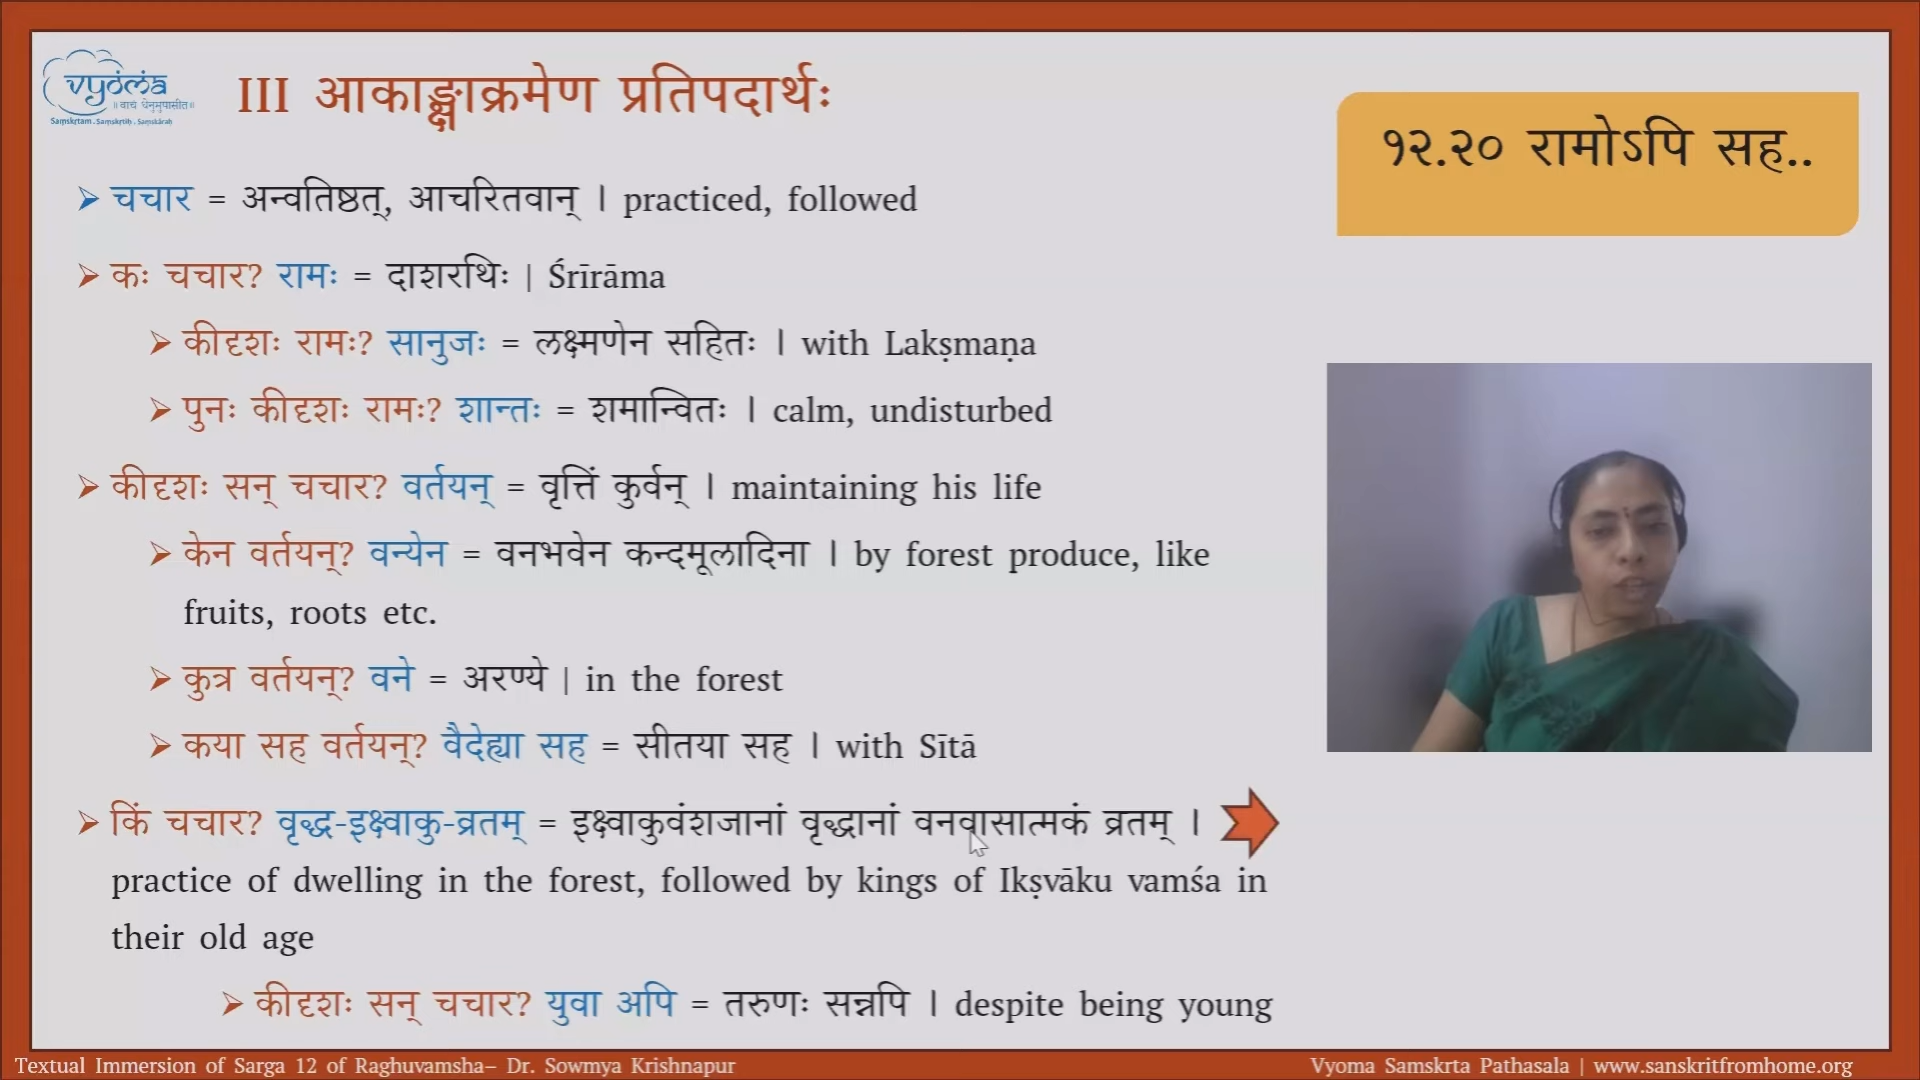 vyoma
॥ वाचं धेनुमुपासीत॥
Saṃskṛtam . Saṃskṛtiḥ . Saṃskāraḥ
III आकाङ्क्षाक्रमेण प्रतिपदार्थः
१२.२० रामोऽपि सह..
चचार = अन्वतिष्ठत्, आचरितवान् । practiced, followed
कः चचार? रामः = दाशरथिः | Śrīrāma
कीदृशः रामः? सानुजः = लक्ष्मणेन सहितः । with Lakṣmaṇa
पुनः कीदृशः रामः? शान्तः = शमान्वितः । calm, undisturbed
कीदृशः सन् चचार? वर्तयन् = वृत्तिं कुर्वन् । maintaining his life
केन वर्तयन्? वन्येन = वनभवेन कन्दमूलादिना । by forest produce, like
fruits, roots etc.
कुत्र वर्तयन्? वने = अरण्ये | in the forest
कया सह वर्तयन्? वैदेह्या सह = सीतया सह । with Sītā
किं चचार? वृद्ध-इक्ष्वाकु-व्रतम् = इक्ष्वाकुवंशजानां वृद्धानां वनवासात्मकं व्रतम् ।
practice of dwelling in the forest, followed by kings of Ikṣvāku vamśa in
their old age
कीदृशः सन् चचार? युवा अपि = तरुणः सन्नपि । despite being young
Textual Immersion of Sarga 12 of Raghuvamsha– Dr. Sowmya Krishnapur
Vyoma Samskrta Pathasala | www.sanskritfromhome.org